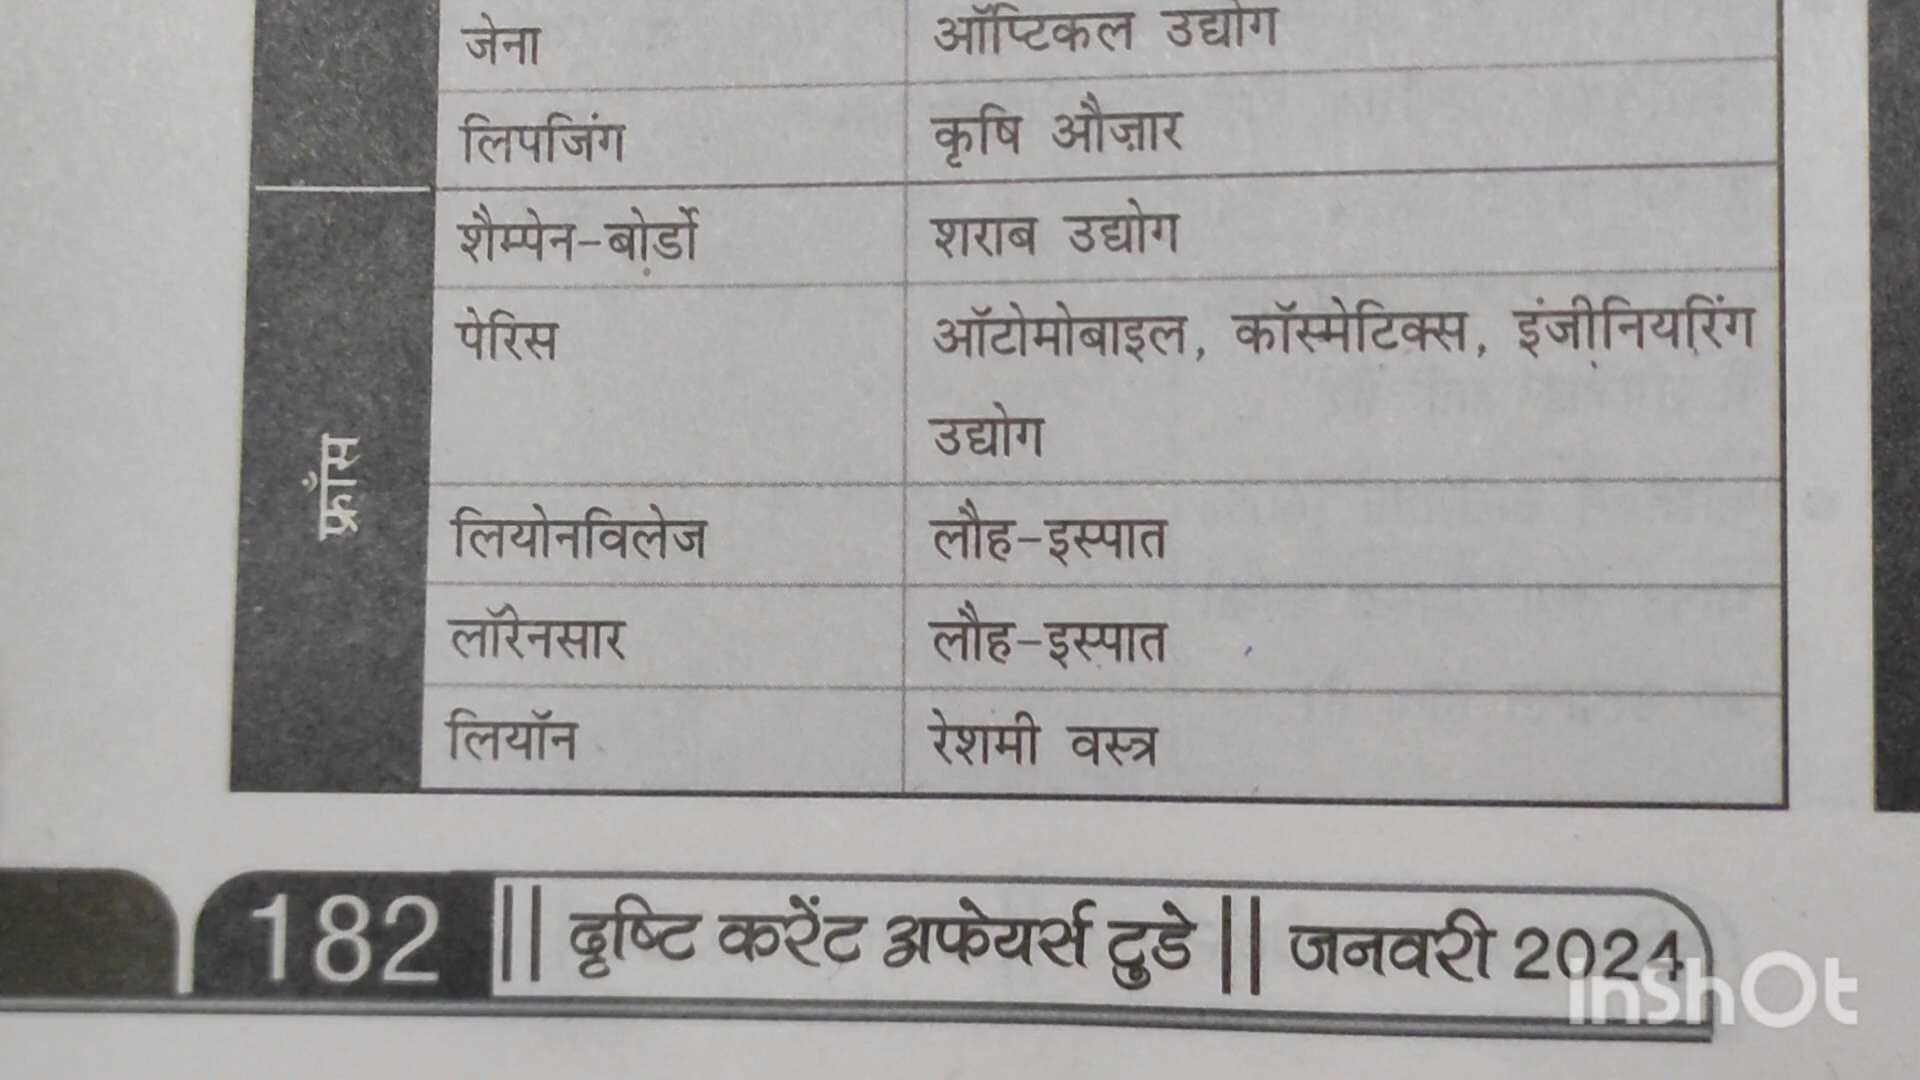 जेना ऑप्टिकल उद्योग
लिपजिंग कृषि औज़ार
फ्राँस
शैम्पेन-बोर्डो शराब उद्योग
पेरिस ऑटोमोबाइल, कॉस्मेटिक्स, इंजीनियरिंग
उद्योग
लियोनविलेज लौह-इस्पात
लॉरेनसार लौह-इस्पात
लियॉन रेशमी वस्त्र
182 || दृष्टि करेंट अफेयर्स टुडे || जनवरी 2024
InShOt